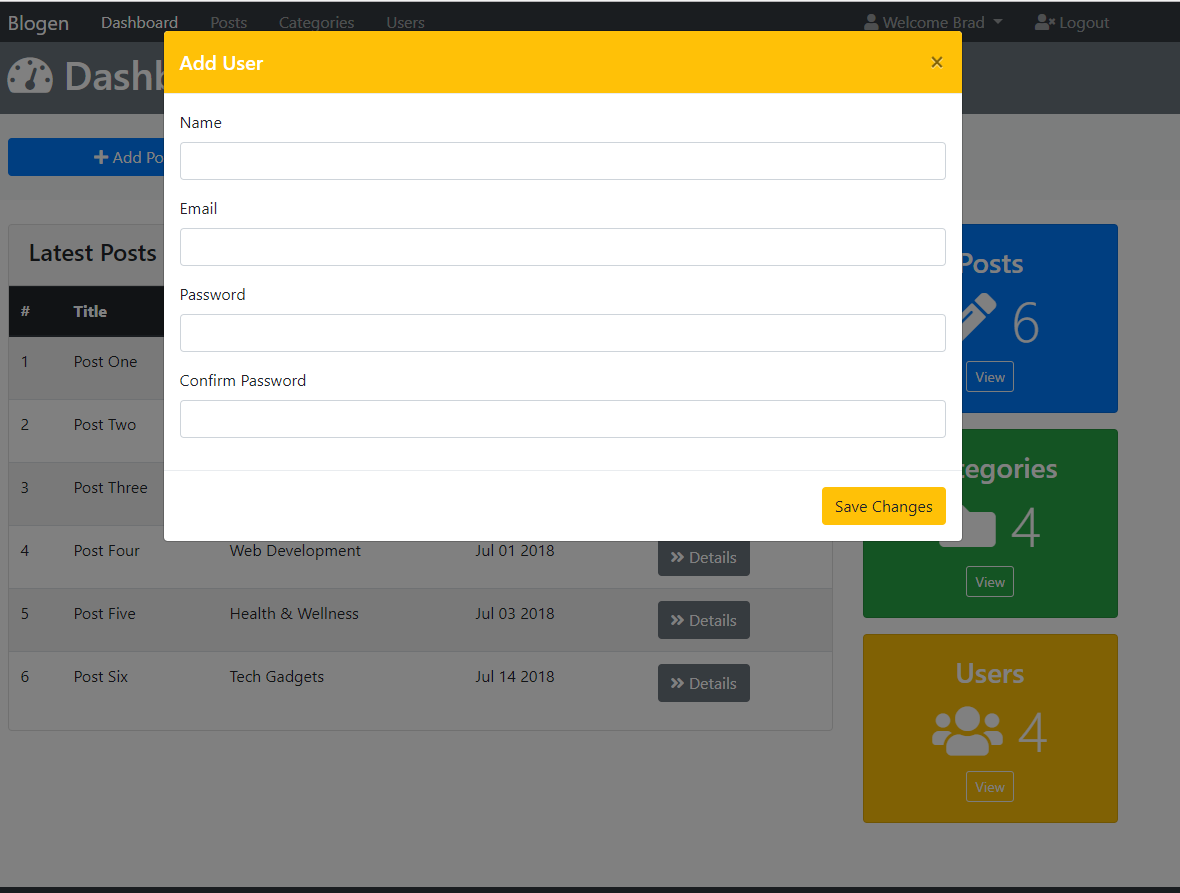 Blogen Dashboard Posts Categories Users Welcome Brad Logout
Dashb
Add User ×
Name
Email
Password
Confirm Password
Save Changes
Add Po
Latest Posts
# Title
1 Post One
2 Post Two
3 Post Three
4 Post Four Web Development Jul 01 2018 Details
5 Post Five Health & Wellness Jul 03 2018 Details
6 Post Six Tech Gadgets Jul 14 2018 Details
Posts
6
View
tegories
4
View
Users
4
View